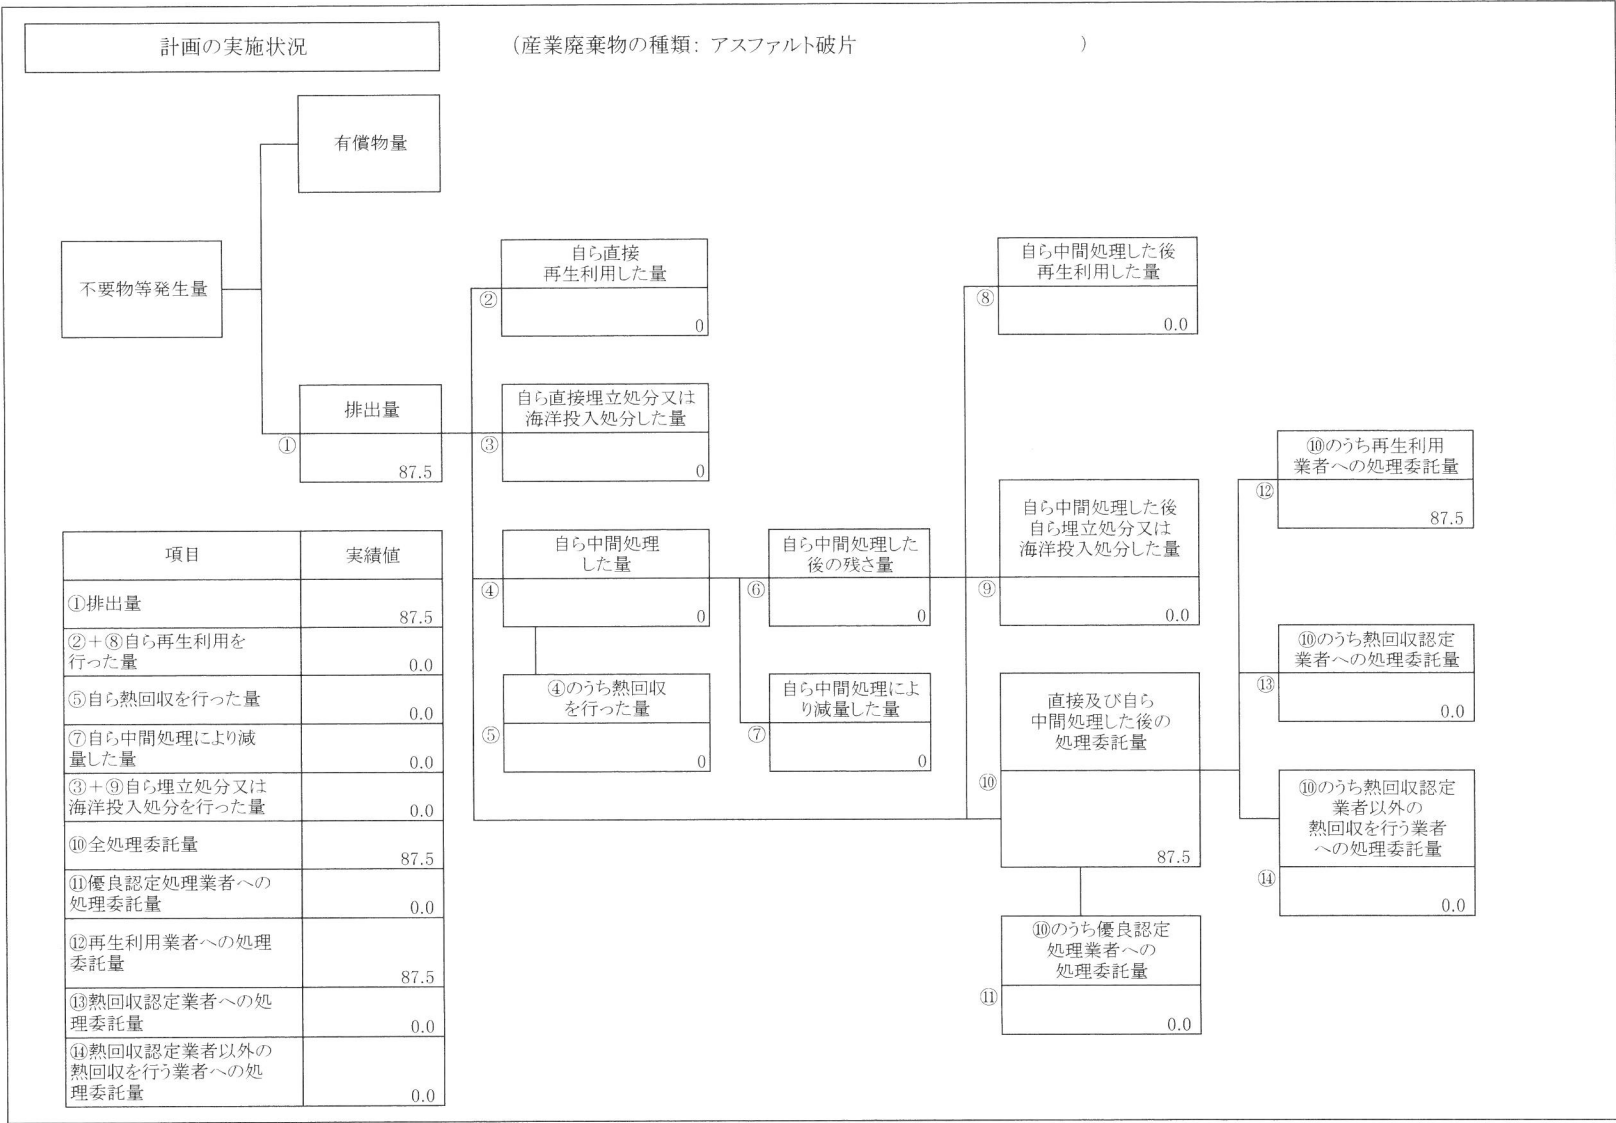 計画の実施状況
(産業廃棄物の種類: アスファルト破片 )
有償物量
不要物等発生量
排出量
①
87.5
自ら直接
再生利用した量
②
0
自ら直接埋立処分又は
海洋投入処分した量
③
0
自ら中間処理
した量
④
0
④のうち熱回収
を行った量
⑤
0
自ら中間処理した
後の残さ量
⑥
0
自ら中間処理によ
り減量した量
⑦
0
自ら中間処理した後
再生利用した量
⑧
0.0
自ら中間処理した後
自ら埋立処分又は
海洋投入処分した量
⑨
0.0
直接及び自ら
中間処理した後の
処理委託量
⑩
87.5
⑩のうち優良認定
処理業者への
処理委託量
⑪
0.0
⑩のうち再生利用
業者への処理委託量
⑫
87.5
⑩のうち熱回収認定
業者への処理委託量
⑬
0.0
⑩のうち熱回収認定
業者以外の
熱回収を行う業者
への処理委託量
⑭
0.0
項目 実績値
①排出量
87.5
②+⑧自ら再生利用を
行った量
0.0
⑤自ら熱回収を行った量
0.0
⑦自ら中間処理により減
量した量
0.0
③+⑨自ら埋立処分又は
海洋投入処分を行った量
0.0
⑩全処理委託量
87.5
⑪優良認定処理業者への
処理委託量
0.0
⑫再生利用業者への処理
委託量
87.5
⑬熱回収認定業者への処
理委託量
0.0
⑭熱回収認定業者以外の
熱回収を行う業者への処
理委託量
0.0